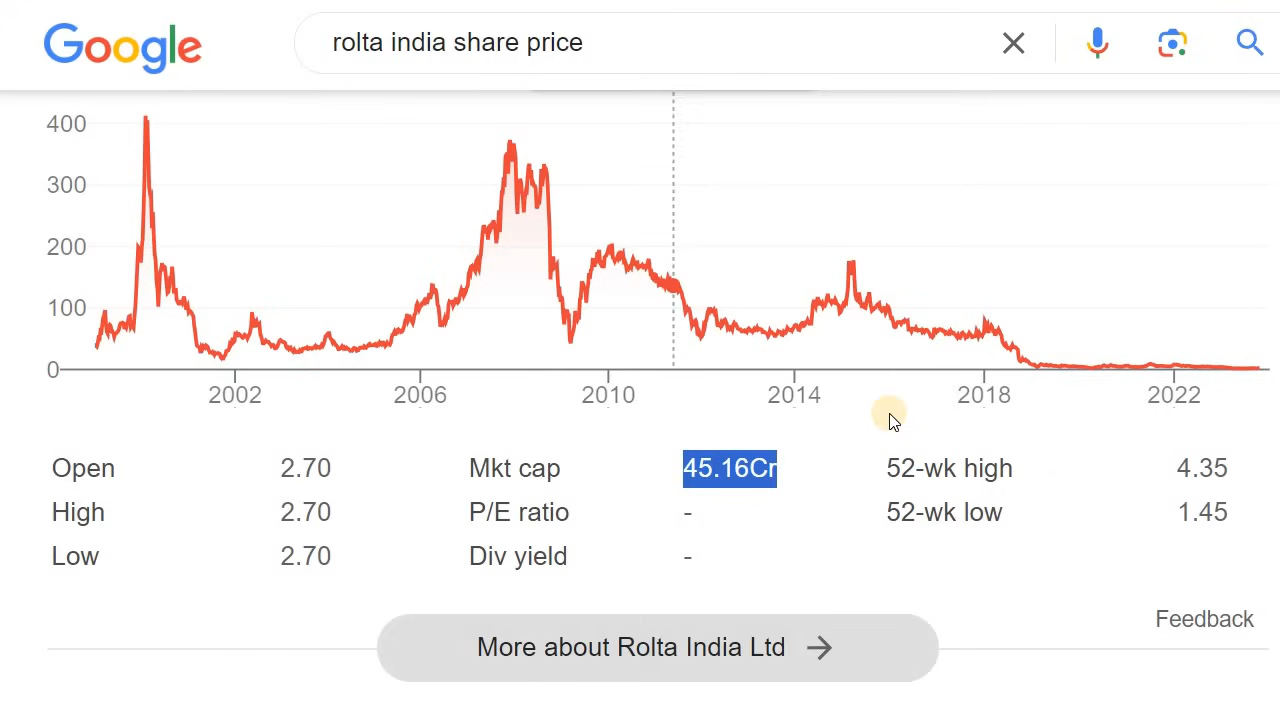 Google
rolta india share price
400
300
200
100
0
2002 2006 2010 2014 2018 2022
Open 2.70 Mkt cap 45.16Cr 52-wk high 4.35
High 2.70 P/E ratio - 52-wk low 1.45
Low 2.70 Div yield -
Feedback
More about Rolta India Ltd →